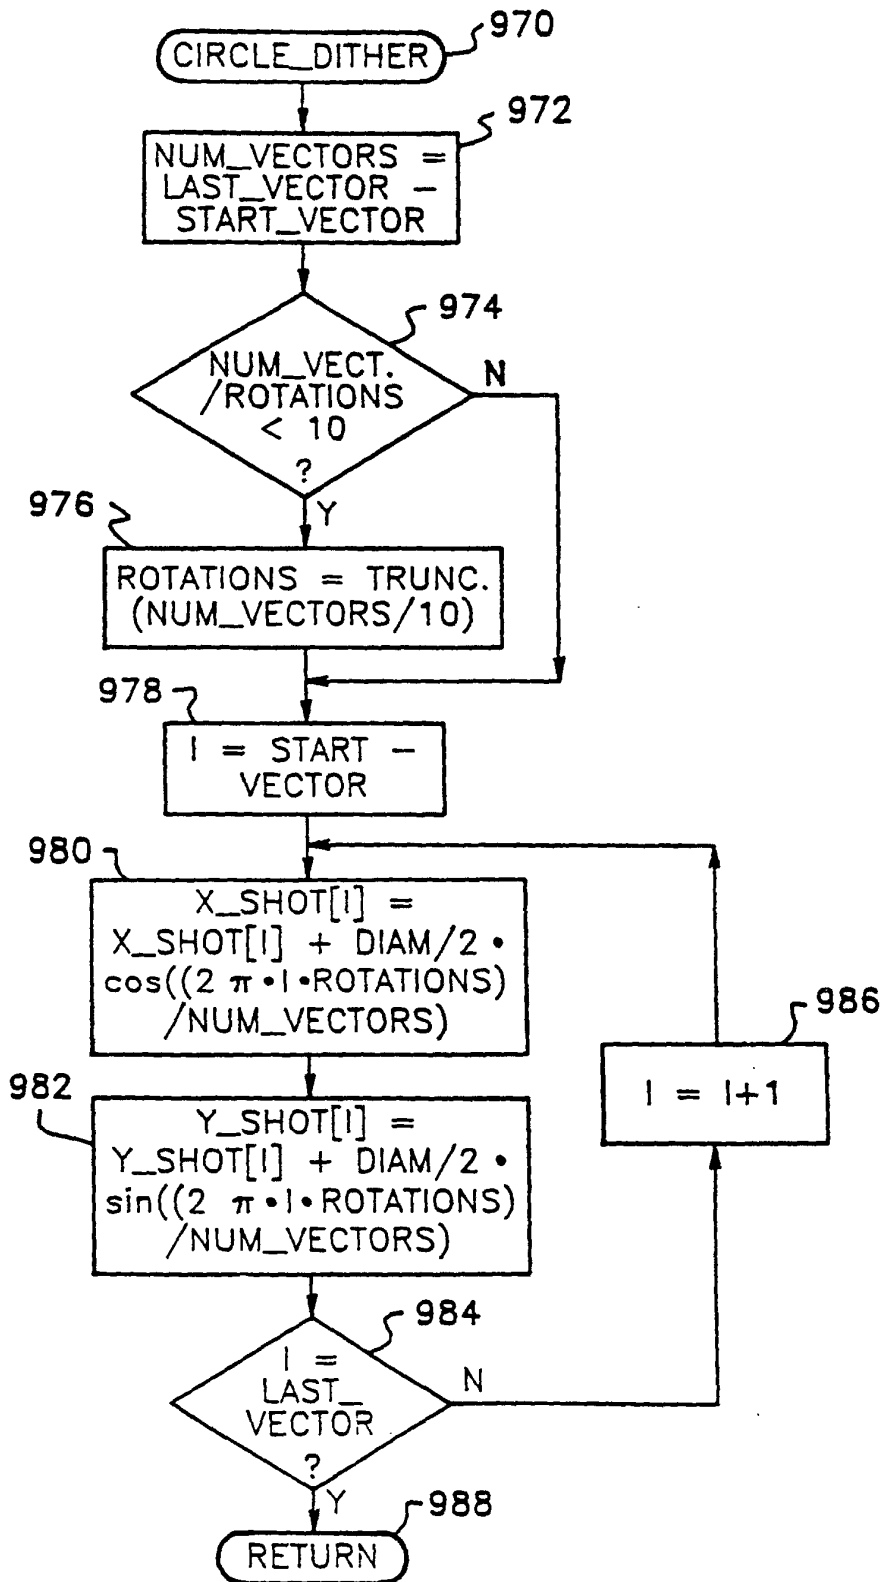 970
CIRCLE_DITHER
972
NUM_VECTORS =
LAST_VECTOR -
START_VECTOR
974
NUM_VECT.
/ROTATIONS
< 10
?
N
Y
976
ROTATIONS = TRUNC.
(NUM_VECTORS/10)
978
I = START -
VECTOR
980
X_SHOT[I] =
X_SHOT[I] + DIAM/2 •
cos((2 π•I•ROTATIONS)
/NUM_VECTORS)
986
I = I+1
982
Y_SHOT[I] =
Y_SHOT[I] + DIAM/2 •
sin((2 π•I•ROTATIONS)
/NUM_VECTORS)
984
I =
LAST_
VECTOR
?
N
Y
988
RETURN